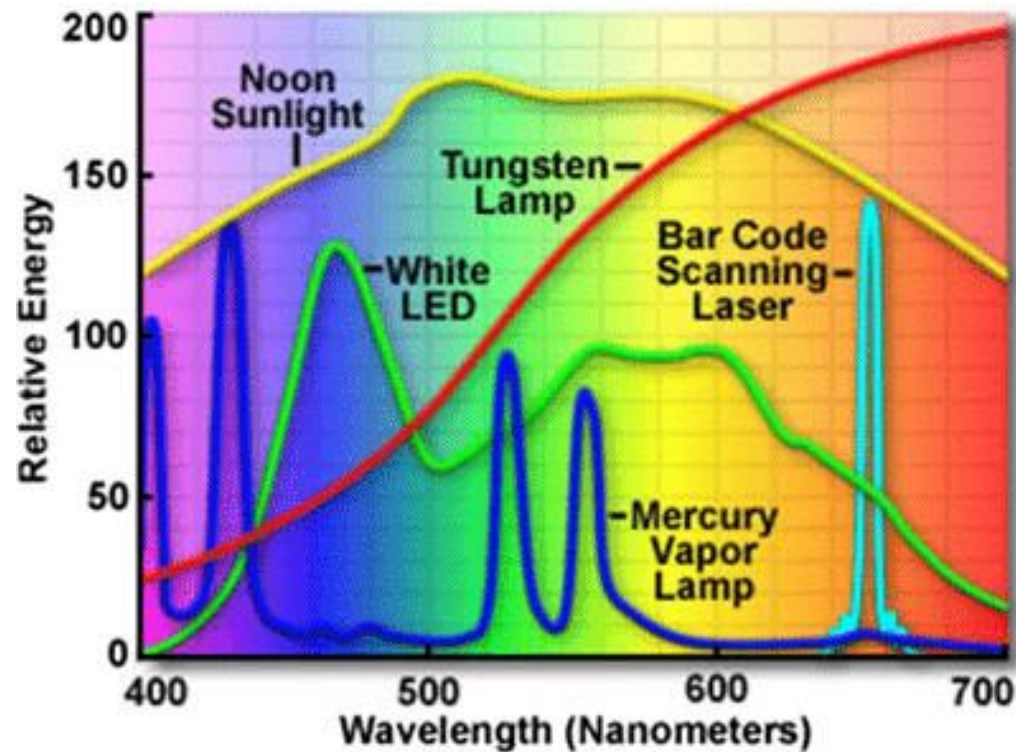 200
150
100
50
0
Relative Energy
Noon
Sunlight
Tungsten
Lamp
White
LED
Bar Code
Scanning
Laser
Mercury
Vapor
Lamp
400
500
600
700
Wavelength (Nanometers)